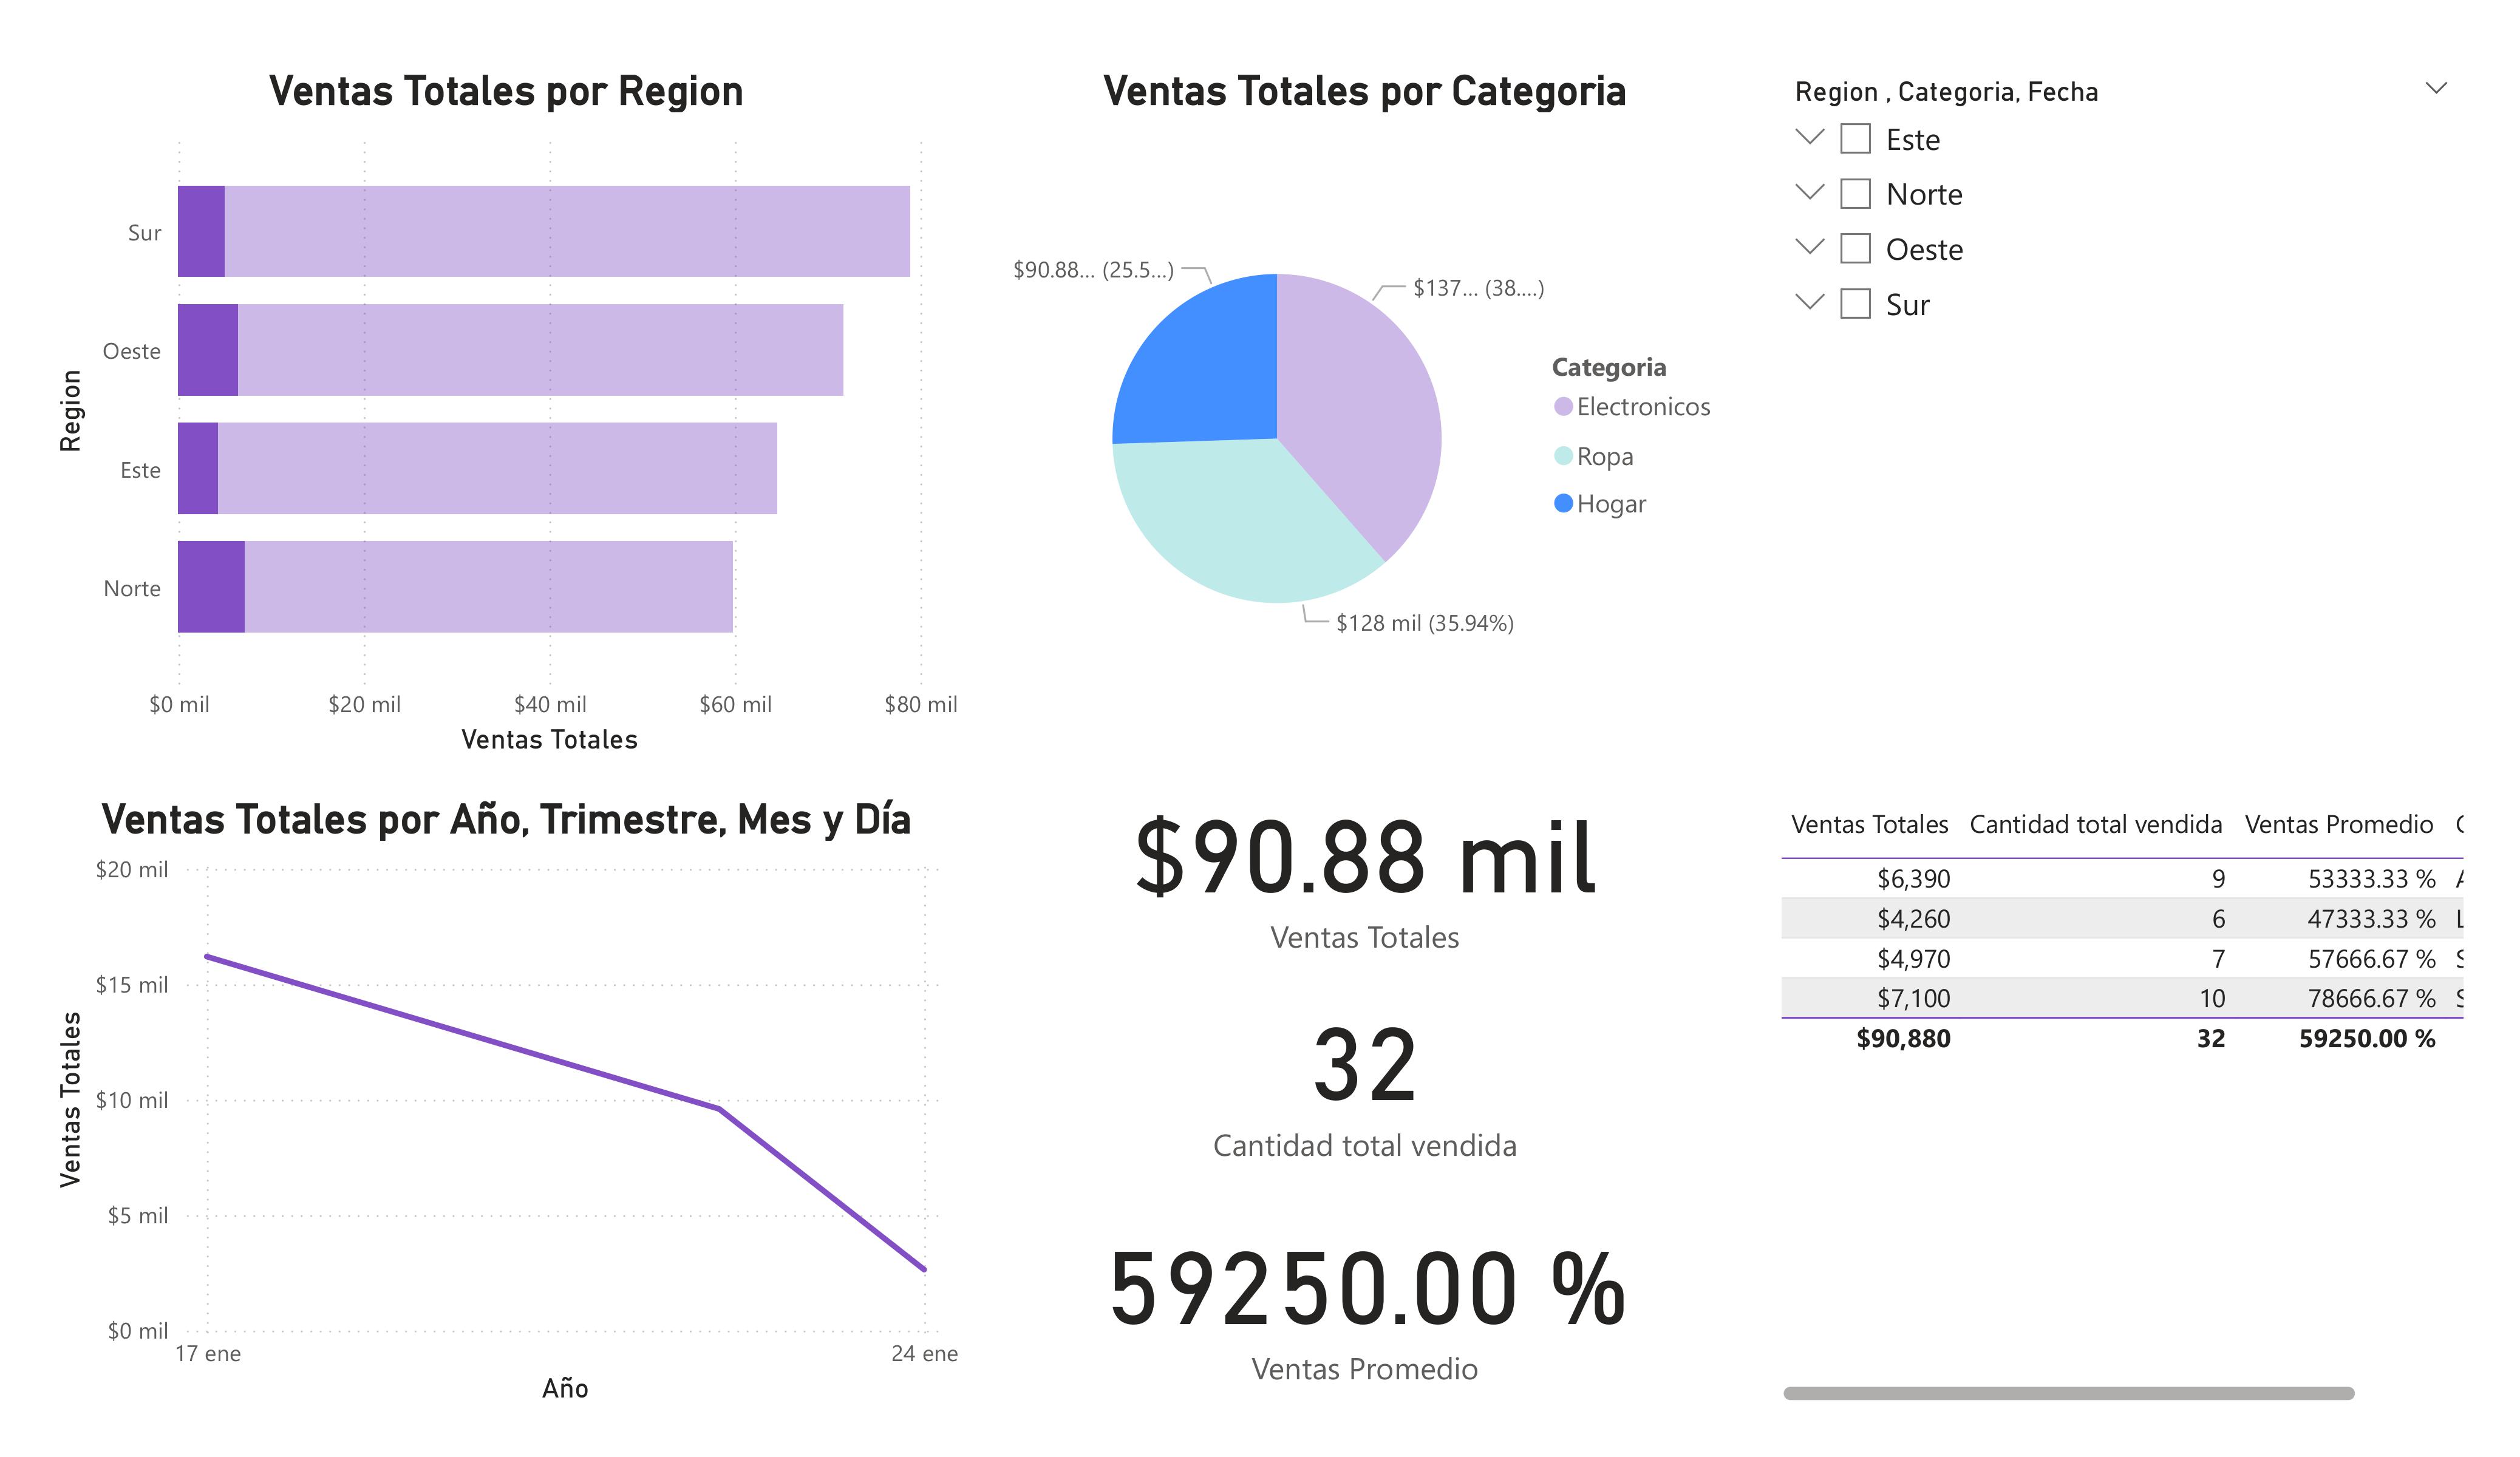 Ventas Totales por Region
Region
Sur
Oeste
Este
Norte
$0 mil $20 mil $40 mil $60 mil $80 mil
Ventas Totales
Ventas Totales por Categoria
$90.88... (25.5...)
$137... (38....)
$128 mil (35.94%)
Categoria
Electronicos
Ropa
Hogar
Region , Categoria, Fecha
Este
Norte
Oeste
Sur
Ventas Totales por Año, Trimestre, Mes y Día
Ventas Totales
$20 mil
$15 mil
$10 mil
$5 mil
$0 mil
17 ene 24 ene
Año
$90.88 mil
Ventas Totales
32
Cantidad total vendida
59250.00 %
Ventas Promedio
Ventas Totales Cantidad total vendida Ventas Promedio
$6,390 9 53333.33 %
$4,260 6 47333.33 %
$4,970 7 57666.67 %
$7,100 10 78666.67 %
$90,880 32 59250.00 %